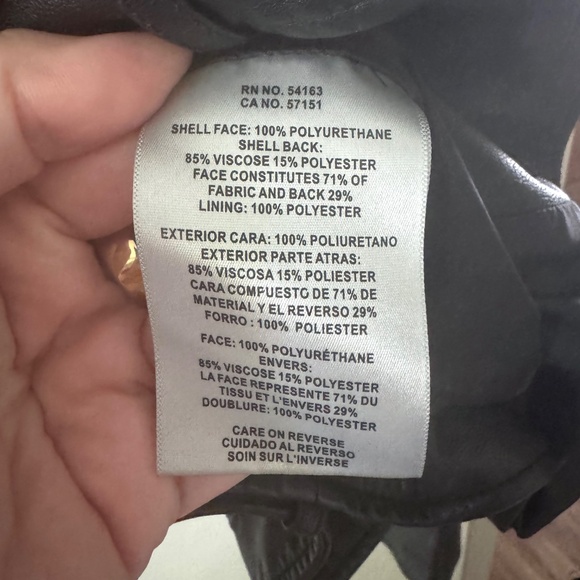 RN NO. 54163
CA NO. 57151
SHELL FACE: 100% POLYURETHANE
SHELL BACK:
85% VISCOSE 15% POLYESTER
FACE CONSTITUTES 71% OF
FABRIC AND BACK 29%
LINING: 100% POLYESTER
EXTERIOR CARA: 100% POLIURETANO
EXTERIOR PARTE ATRAS:
85% VISCOSA 15% POLIESTER
CARA COMPUESTO DE 71% DE
MATERIAL Y EL REVERSO 29%
FORRO : 100% POLIESTER
FACE: 100% POLYURÉTHANE
ENVERS:
85% VISCOSE 15% POLYESTER
LA FACE REPRESENTE 71% DU
TISSU ET L'ENVERS 29%
DOUBLURE: 100% POLYESTER
CARE ON REVERSE
CUIDADO AL REVERSO
SOIN SUR L'INVERSE